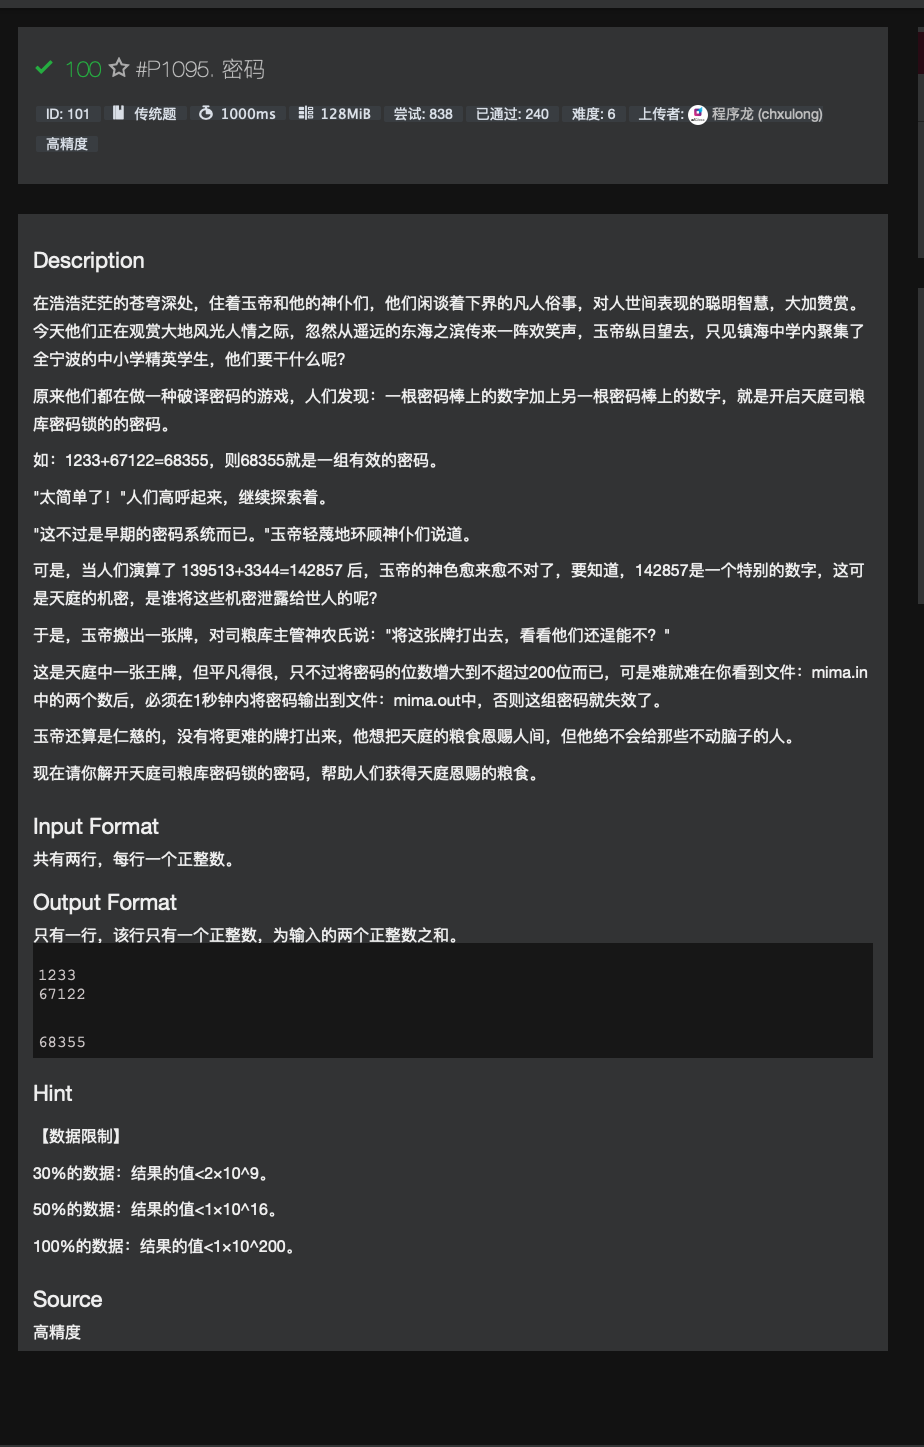 100 #P1095. 密码
ID: 101 传统题 1000ms 128MiB 尝试: 838 已通过: 240 难度: 6 上传者: 程序龙 (chxulong)
高精度
Description
在浩浩茫茫的苍穹深处，住着玉帝和他的神仆们，他们闲谈着下界的凡人俗事，对人世间表现的聪明智慧，大加赞赏。
今天他们正在观赏大地风光人情之际，忽然从遥远的东海之滨传来一阵欢笑声，玉帝纵目望去，只见镇海中学内聚集了
全宁波的中小学精英学生，他们要干什么呢?
原来他们都在做一种破译密码的游戏，人们发现：一根密码棒上的数字加上另一根密码棒上的数字，就是开启天庭司粮
库密码锁的的密码。
如：1233+67122=68355，则68355就是一组有效的密码。
"太简单了！"人们高呼起来，继续探索着。
"这不过是早期的密码系统而已。"玉帝轻蔑地环顾神仆们说道。
可是，当人们演算了 139513+3344=142857 后，玉帝的神色愈来愈不对了，要知道，142857是一个特别的数字，这可
是天庭的机密，是谁将这些机密泄露给世人的呢?
于是，玉帝搬出一张牌，对司粮库主管神农氏说："将这张牌打出去，看看他们还逞能不？"
这是天庭中一张王牌，但平凡得很，只不过将密码的位数增大到不超过200位而已，可是难就难在你看到文件：mima.in
中的两个数后，必须在1秒钟内将密码输出到文件：mima.out中，否则这组密码就失效了。
玉帝还算是仁慈的，没有将更难的牌打出来，他想把天庭的粮食恩赐人间，但他绝不会给那些不动脑子的人。
现在请你解开天庭司粮库密码锁的密码，帮助人们获得天庭恩赐的粮食。
Input Format
共有两行，每行一个正整数。
Output Format
只有一行，该行只有一个正整数，为输入的两个正整数之和。
1233
67122
68355
Hint
【数据限制】
30%的数据：结果的值<2×10^9。
50%的数据：结果的值<1×10^16。
100%的数据：结果的值<1×10^200。
Source
高精度